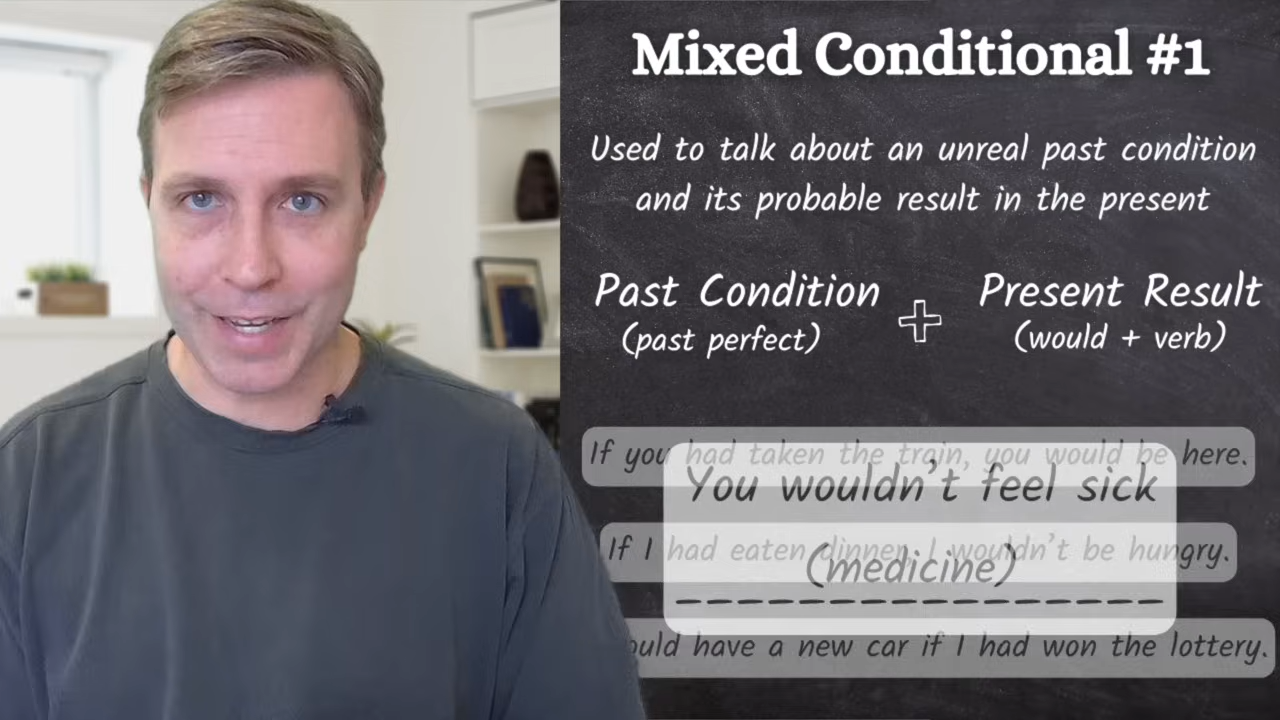 Mixed Conditional #1
Used to talk about an unreal past condition
and its probable result in the present
Past Condition
(past perfect)
Present Result
(would + verb)
If you had taken the train, you would be here.
You wouldn't feel sick
If I had eaten dinner, I wouldn't be hungry.
(medicine)
________________
have a new car if I had won the lottery.